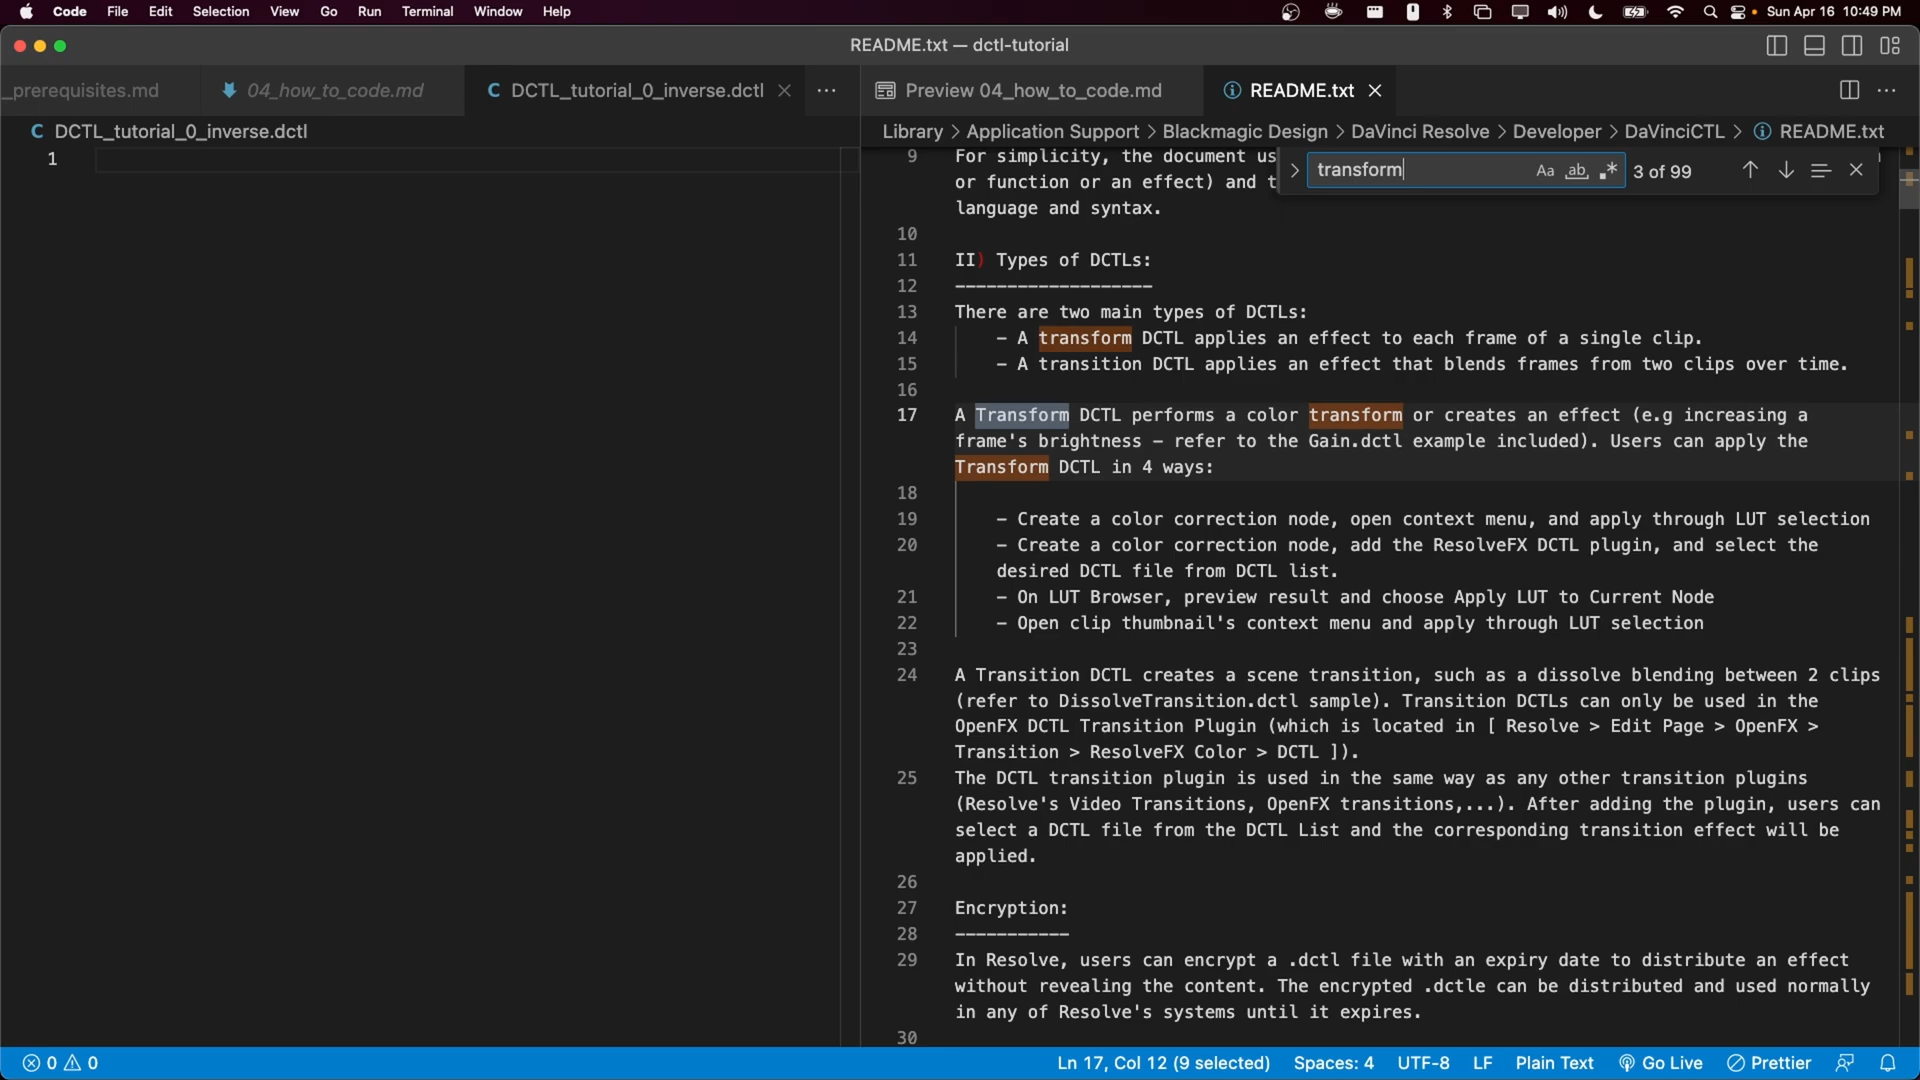 Code File Edit Selection View Go Run Terminal Window Help Sun Apr 16 10:49 PM
README.txt — dctl-tutorial
_prerequisites.md 04_how_to_code.md C DCTL_tutorial_0_inverse.dctl Preview 04_how_to_code.md README.txt
C DCTL_tutorial_0_inverse.dctl
Library > Application Support > Blackmagic Design > DaVinci Resolve > Developer > DaVinciCTL > README.txt
1
transform Aa ab 3 of 99
9 For simplicity, the document us
or function or an effect) and t
language and syntax.
10
11 II) Types of DCTLs:
12 -------------------
13 There are two main types of DCTLs:
14 - A transform DCTL applies an effect to each frame of a single clip.
15 - A transition DCTL applies an effect that blends frames from two clips over time.
16
17 A Transform DCTL performs a color transform or creates an effect (e.g increasing a
frame's brightness - refer to the Gain.dctl example included). Users can apply the
Transform DCTL in 4 ways:
18
19 - Create a color correction node, open context menu, and apply through LUT selection
20 - Create a color correction node, add the ResolveFX DCTL plugin, and select the
desired DCTL file from DCTL list.
21 - On LUT Browser, preview result and choose Apply LUT to Current Node
22 - Open clip thumbnail's context menu and apply through LUT selection
23
24 A Transition DCTL creates a scene transition, such as a dissolve blending between 2 clips
(refer to DissolveTransition.dctl sample). Transition DCTLs can only be used in the
OpenFX DCTL Transition Plugin (which is located in [ Resolve > Edit Page > OpenFX >
Transition > ResolveFX Color > DCTL ]).
25 The DCTL transition plugin is used in the same way as any other transition plugins
(Resolve's Video Transitions, OpenFX transitions,...). After adding the plugin, users can
select a DCTL file from the DCTL List and the corresponding transition effect will be
applied.
26
27 Encryption:
28 -----------
29 In Resolve, users can encrypt a .dctl file with an expiry date to distribute an effect
without revealing the content. The encrypted .dctle can be distributed and used normally
in any of Resolve's systems until it expires.
30
0 0 Ln 17, Col 12 (9 selected) Spaces: 4 UTF-8 LF Plain Text Go Live Prettier